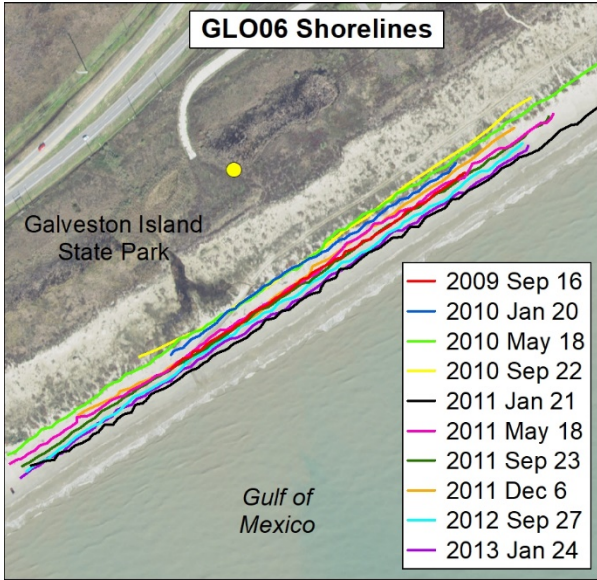 GLO06 Shorelines
Galveston Island
State Park
2009 Sep 16
2010 Jan 20
2010 May 18
2010 Sep 22
2011 Jan 21
2011 May 18
2011 Sep 23
2011 Dec 6
2012 Sep 27
2013 Jan 24
Gulf of
Mexico